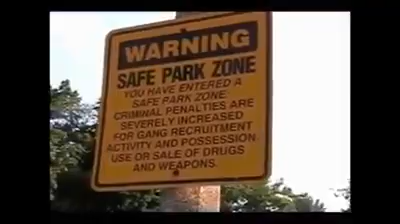 WARNING
SAFE PARK ZONE
YOU HAVE ENTERED A
SAFE PARK ZONE.
CRIMINAL PENALTIES ARE
SEVERELY INCREASED
FOR GANG RECRUITMENT
ACTIVITY AND POSSESSION,
USE OR SALE OF DRUGS
AND WEAPONS.